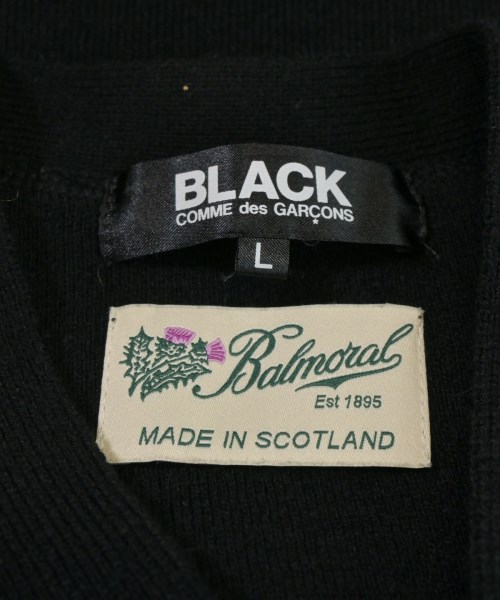 BLACK
COMME des GARÇONS
L
Balmoral
Est 1895
MADE IN SCOTLAND